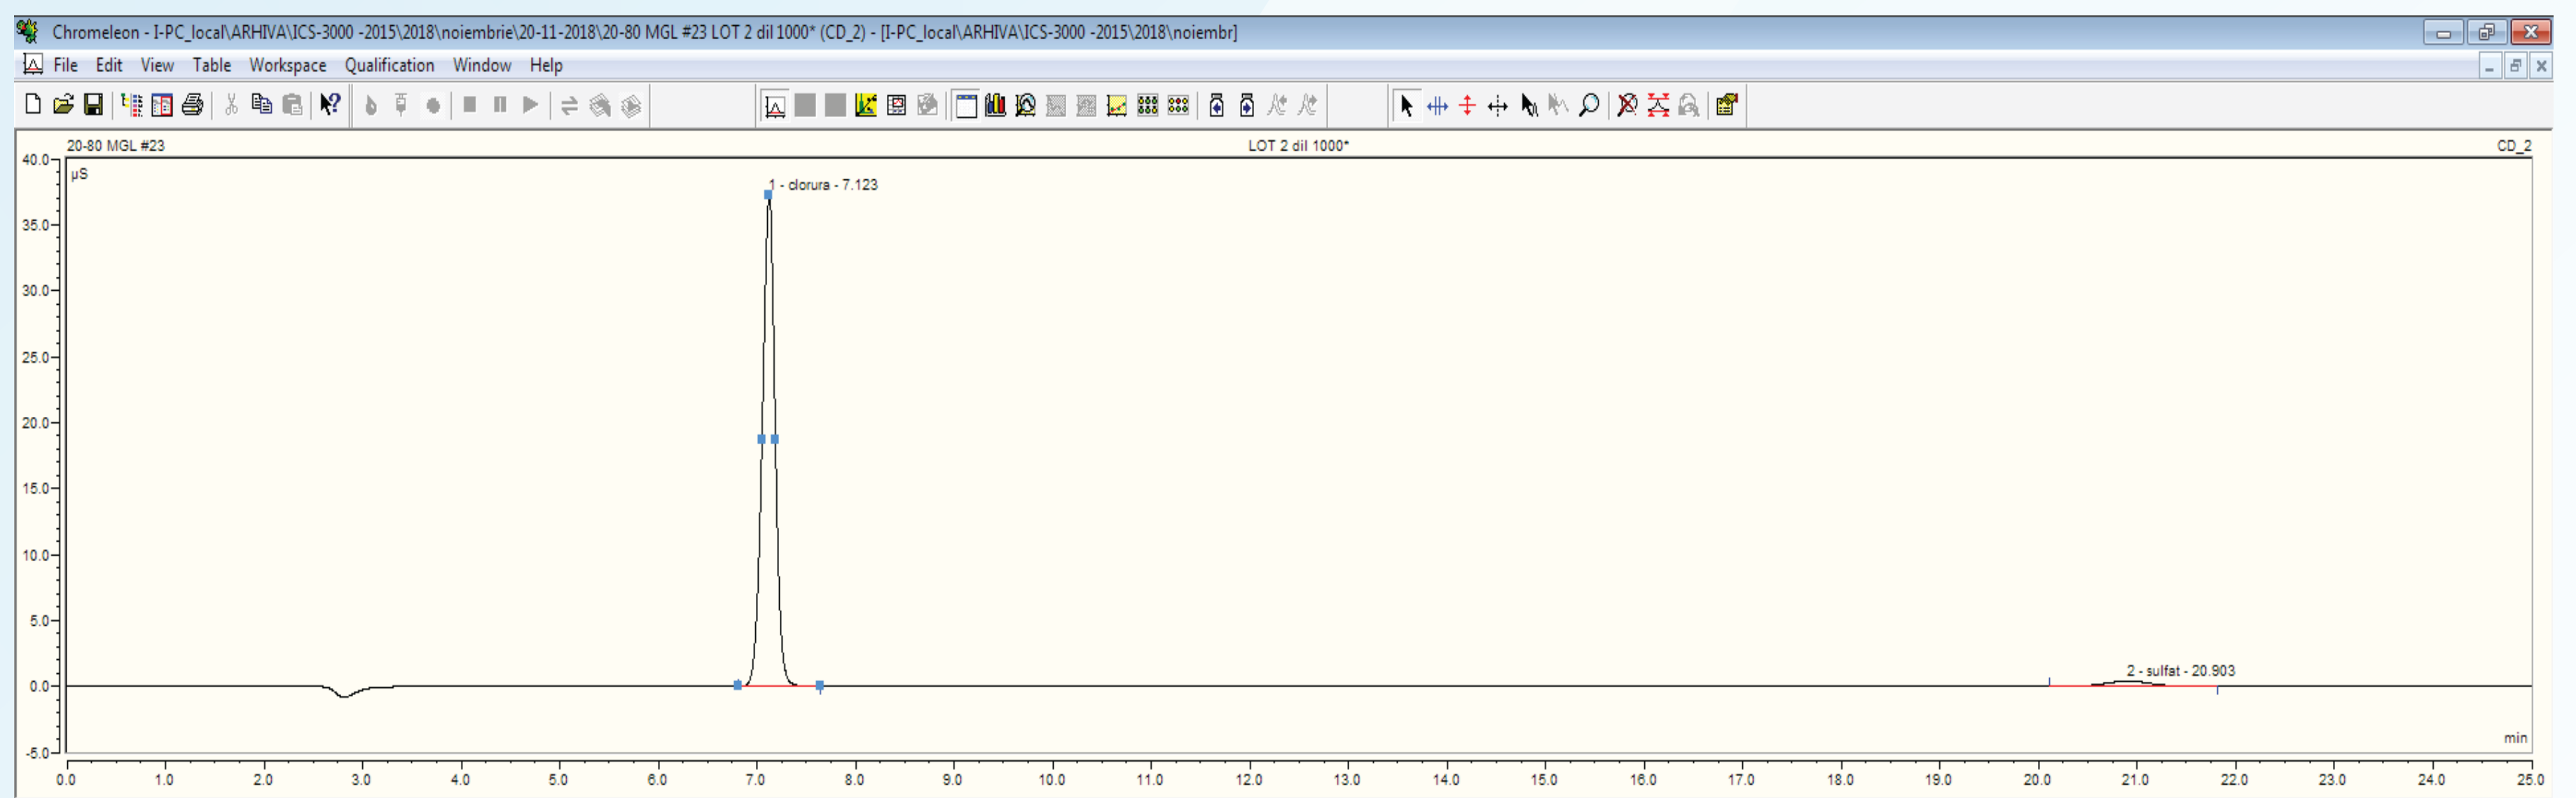 Chromeleon - I-PC_local\ARHIVA\ICS-3000 -2015\2018\noiembrie\20-11-2018\20-80 MGL #23 LOT 2 dil 1000* (CD_2) - [I-PC_local\ARHIVA\ICS-3000 -2015\2018\noiembr]
File Edit View Table Workspace Qualification Window Help
20-80 MGL #23 LOT 2 dil 1000* CD_2
40.0
µS
1 - clorura - 7.123
35.0
30.0
25.0
20.0
15.0
10.0
5.0
2 - sulfat - 20.903
0.0
min
-5.0
0.0 1.0 2.0 3.0 4.0 5.0 6.0 7.0 8.0 9.0 10.0 11.0 12.0 13.0 14.0 15.0 16.0 17.0 18.0 19.0 20.0 21.0 22.0 23.0 24.0 25.0